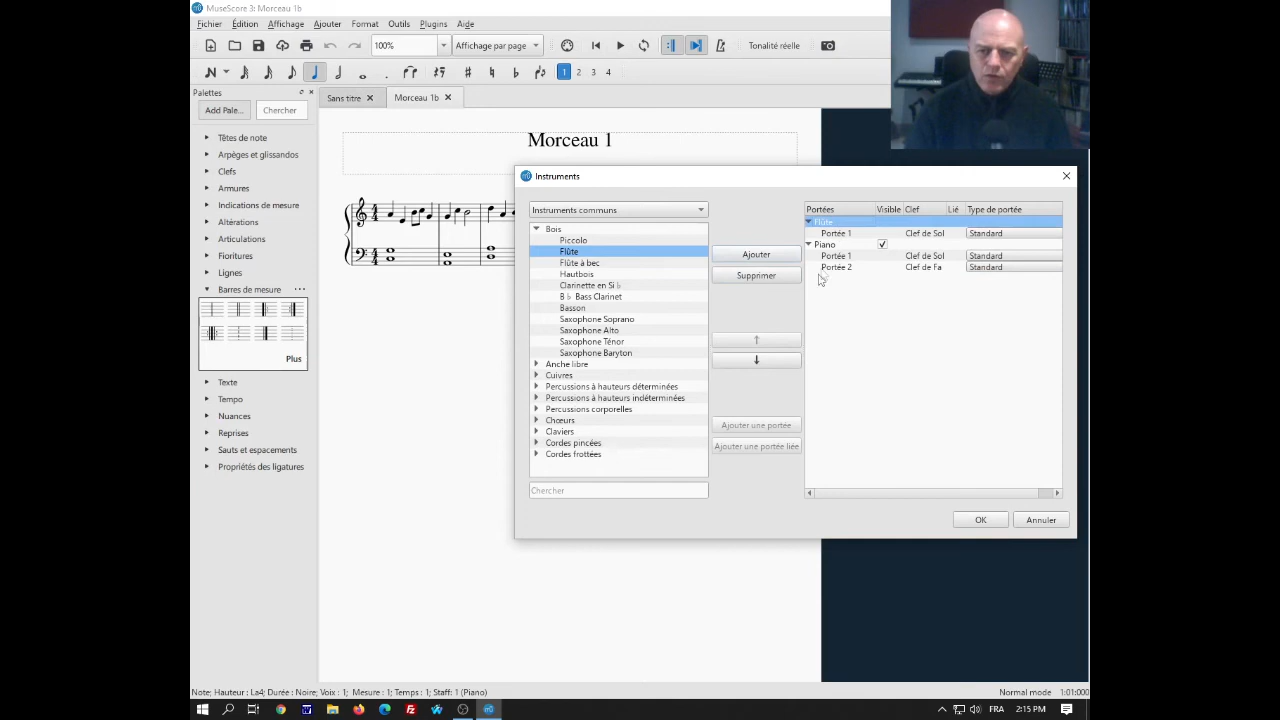 MuseScore 3: Morceau 1b
Fichier Édition Affichage Ajouter Format Outils Plugins Aide
100% Affichage par page Tonalité réelle
1 2 3 4
Palettes
Sans titre Morceau 1b
Add Pale... Chercher
Têtes de note
Arpèges et glissandos
Clefs
Armures
Indications de mesure
Altérations
Articulations
Fioritures
Lignes
Barres de mesure
Plus
Texte
Tempo
Nuances
Reprises
Sauts et espacements
Propriétés des ligatures
Morceau 1
Instruments
Instruments communs
Bois
Piccolo
Flûte
Flûte à bec
Hautbois
Clarinette en Si♭
B♭ Bass Clarinet
Basson
Saxophone Soprano
Saxophone Alto
Saxophone Ténor
Saxophone Baryton
Anche libre
Cuivres
Percussions à hauteurs déterminées
Percussions à hauteurs indéterminées
Percussions corporelles
Chœurs
Claviers
Cordes pincées
Cordes frottées
Chercher
Ajouter
Supprimer
Ajouter une portée
Ajouter une portée liée
Portées Visible Clef Lié Type de portée
Flûte
Portée 1 Clef de Sol Standard
Piano
Portée 1 Clef de Sol Standard
Portée 2 Clef de Fa Standard
OK Annuler
Note; Hauteur : La4; Durée : Noire; Voix : 1; Mesure : 1; Temps : 1; Staff: 1 (Piano)
Normal mode 1:01:000
FRA 2:15 PM